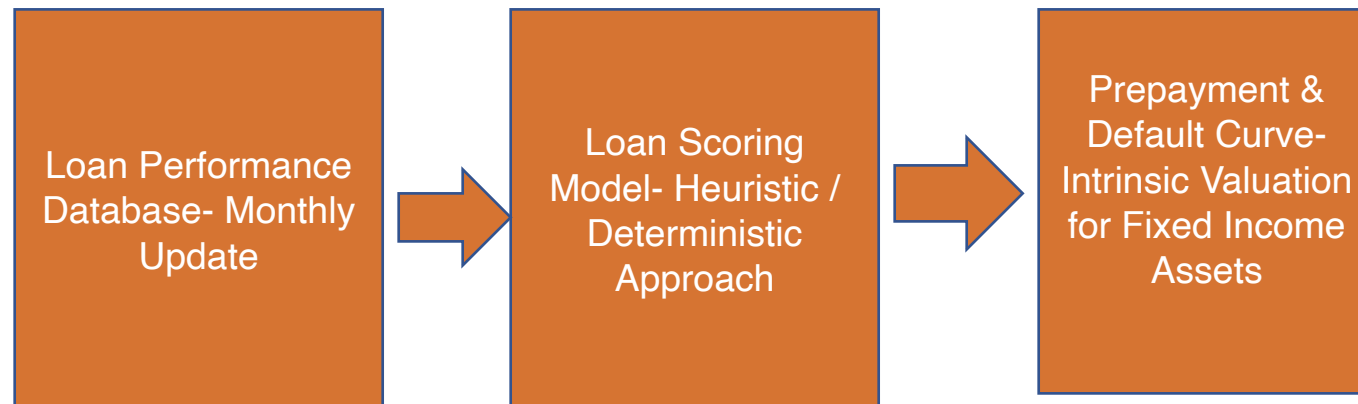 Loan Performance
Database- Monthly
Update
Loan Scoring
Model- Heuristic /
Deterministic
Approach
Prepayment &
Default Curve-
Intrinsic Valuation
for Fixed Income
Assets